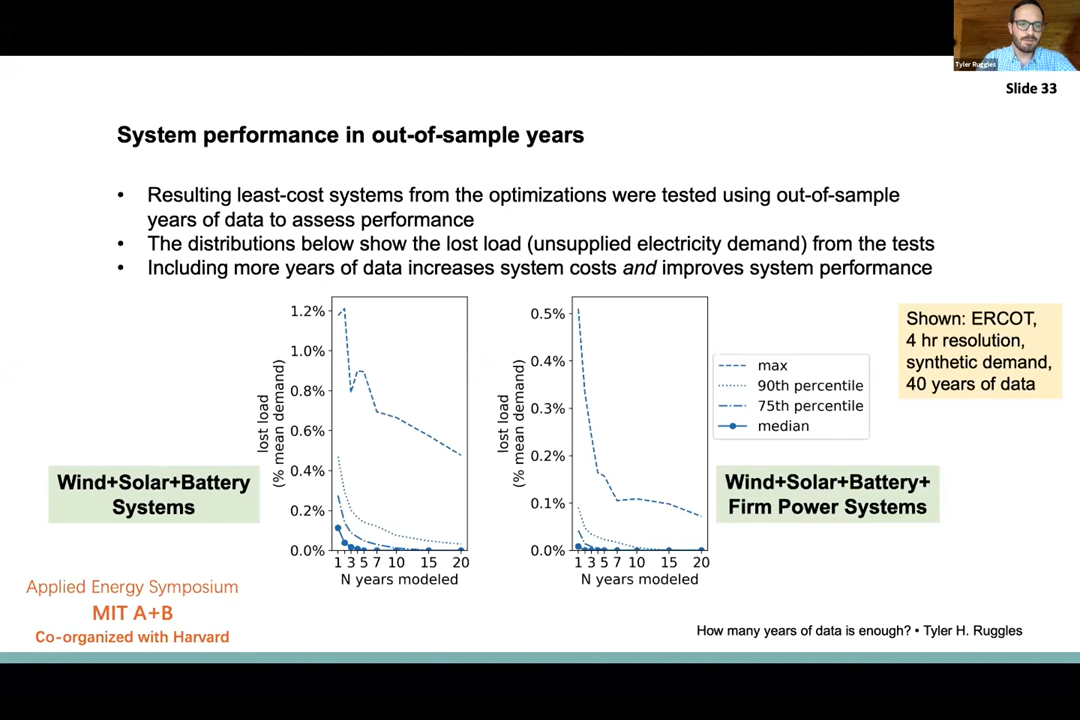 Tyler Ruggles
Slide 33
System performance in out-of-sample years
• Resulting least-cost systems from the optimizations were tested using out-of-sample
years of data to assess performance
• The distributions below show the lost load (unsupplied electricity demand) from the tests
• Including more years of data increases system costs and improves system performance
Wind+Solar+Battery
Systems
lost load
(% mean demand)
1.2%
1.0%
0.8%
0.6%
0.4%
0.2%
0.0%
1 3 5 7 10 15 20
N years modeled
lost load
(% mean demand)
0.5%
0.4%
0.3%
0.2%
0.1%
0.0%
1 3 5 7 10 15 20
N years modeled
max
90th percentile
75th percentile
median
Shown: ERCOT,
4 hr resolution,
synthetic demand,
40 years of data
Wind+Solar+Battery+
Firm Power Systems
Applied Energy Symposium
MIT A+B
Co-organized with Harvard
How many years of data is enough? • Tyler H. Ruggles